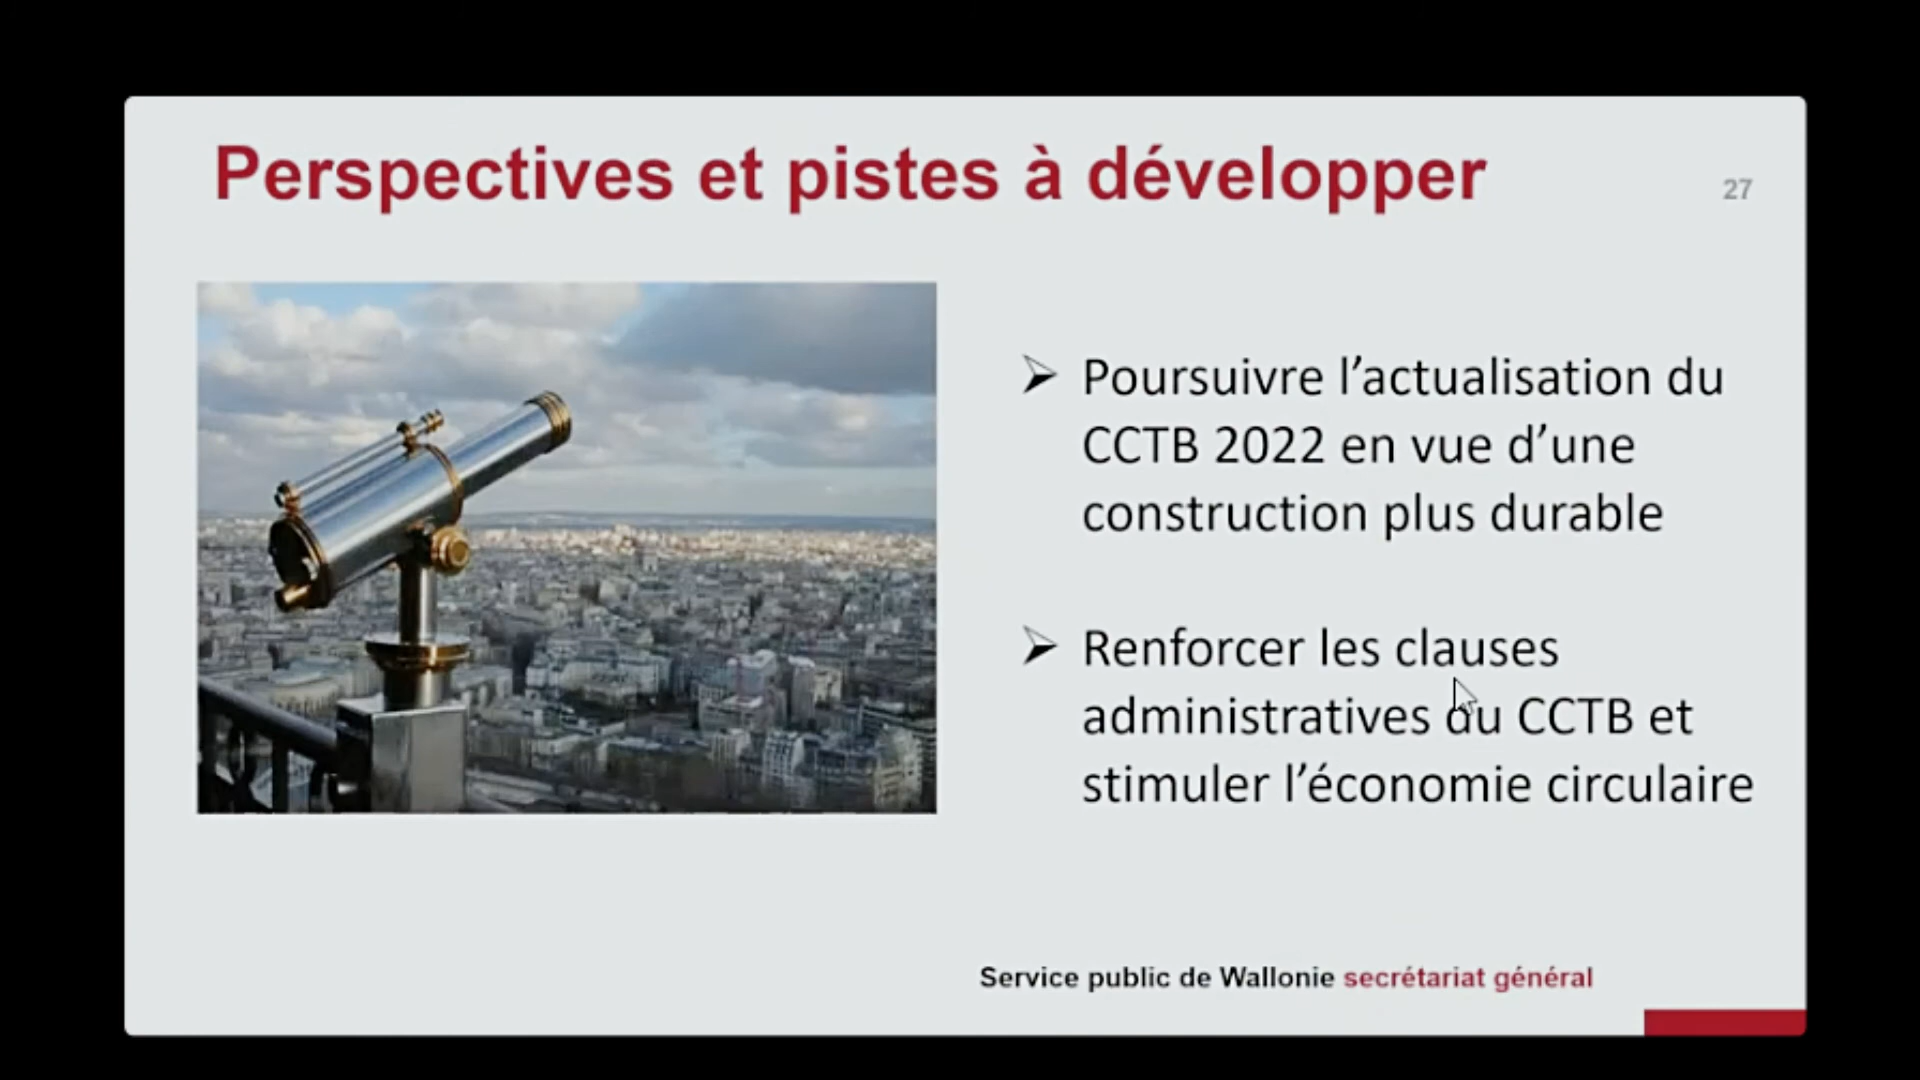 Perspectives et pistes à développer
27
Poursuivre l’actualisation du
CCTB 2022 en vue d’une
construction plus durable
Renforcer les clauses
administratives du CCTB et
stimuler l’économie circulaire
Service public de Wallonie secrétariat général